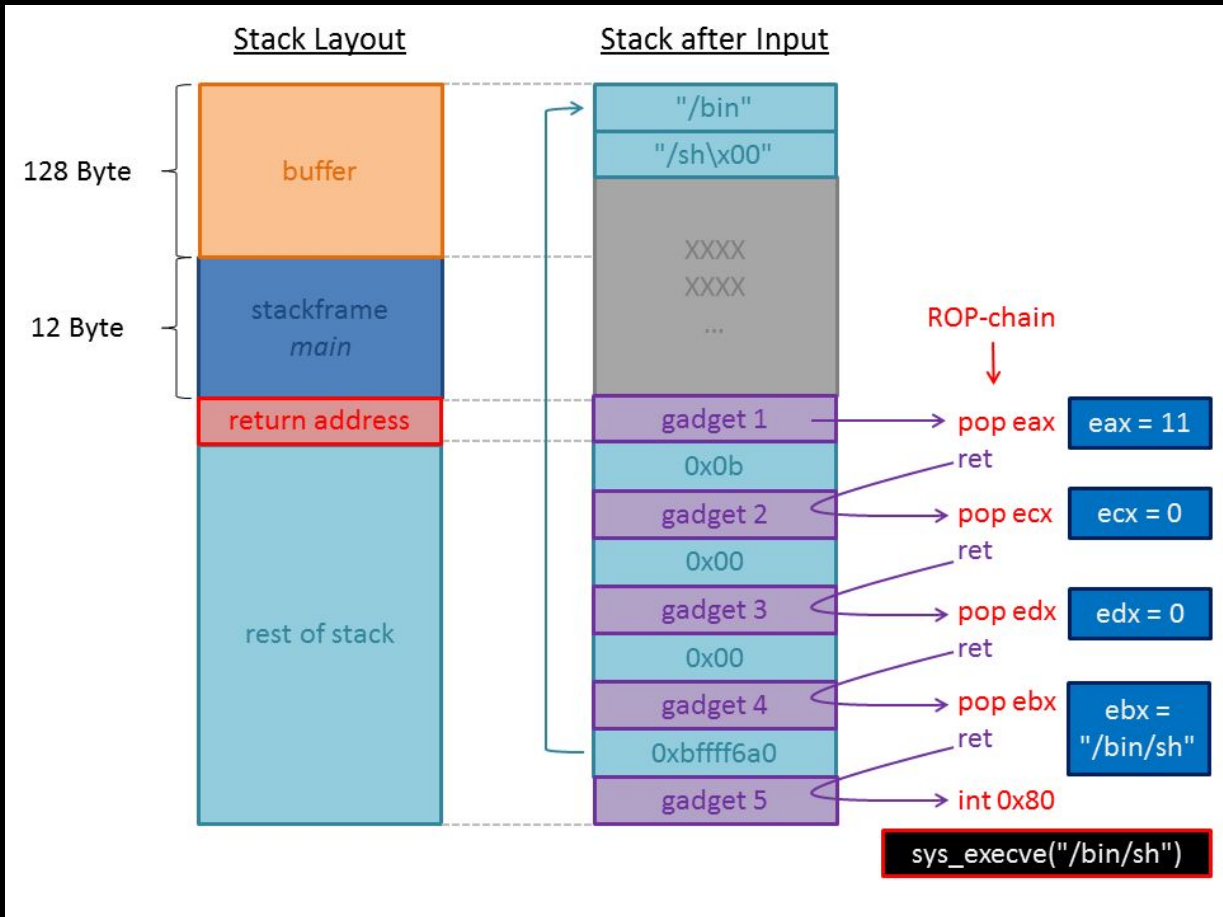 Stack Layout
Stack after Input
128 Byte
buffer
12 Byte
stackframe
main
return address
rest of stack
"/bin"
"/sh\x00"
XXXX
XXXX
...
gadget 1
0x0b
gadget 2
0x00
gadget 3
0x00
gadget 4
0xbffff6a0
gadget 5
ROP-chain
pop eax
eax = 11
ret
pop ecx
ecx = 0
ret
pop edx
edx = 0
ret
pop ebx
ebx =
"/bin/sh"
ret
int 0x80
sys_execve("/bin/sh")